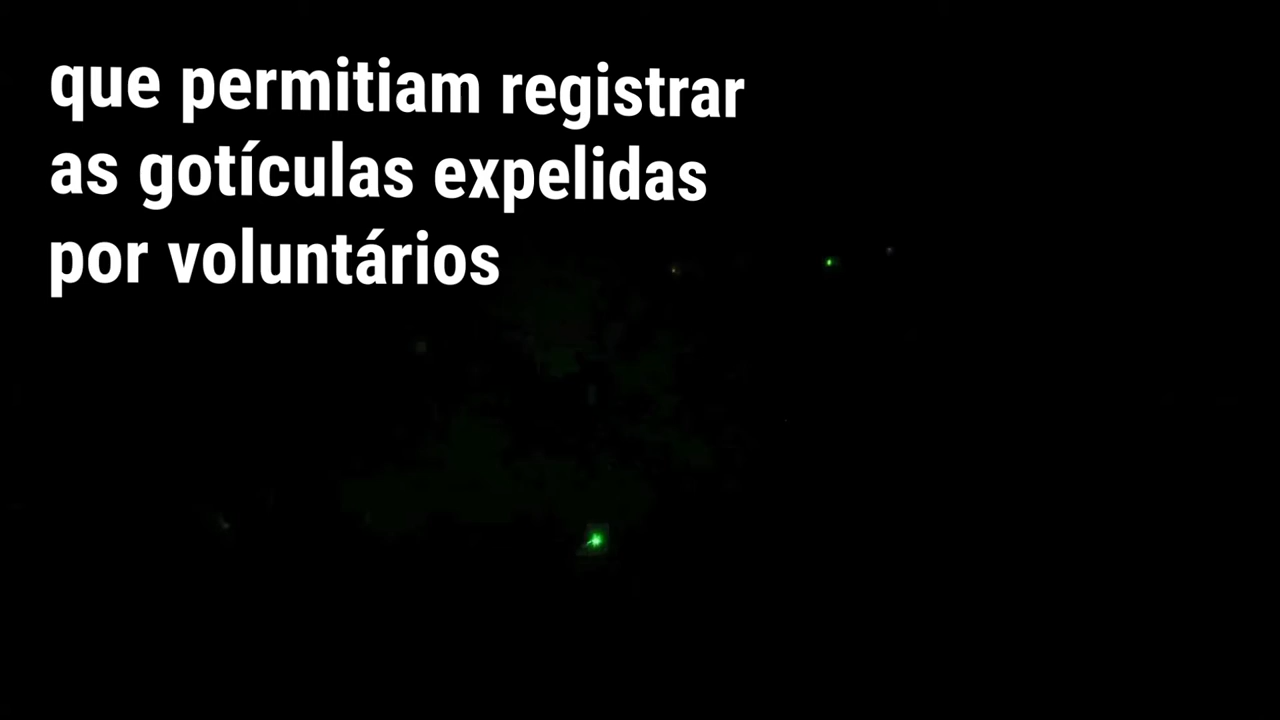 que permitiam registrar
as gotículas expelidas
por voluntários